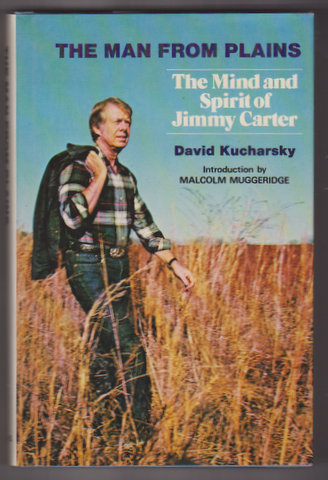 THE MAN FROM PLAINS
The Mind and
Spirit of
Jimmy Carter
David Kucharsky
Introduction by
MALCOLM MUGGERIDGE